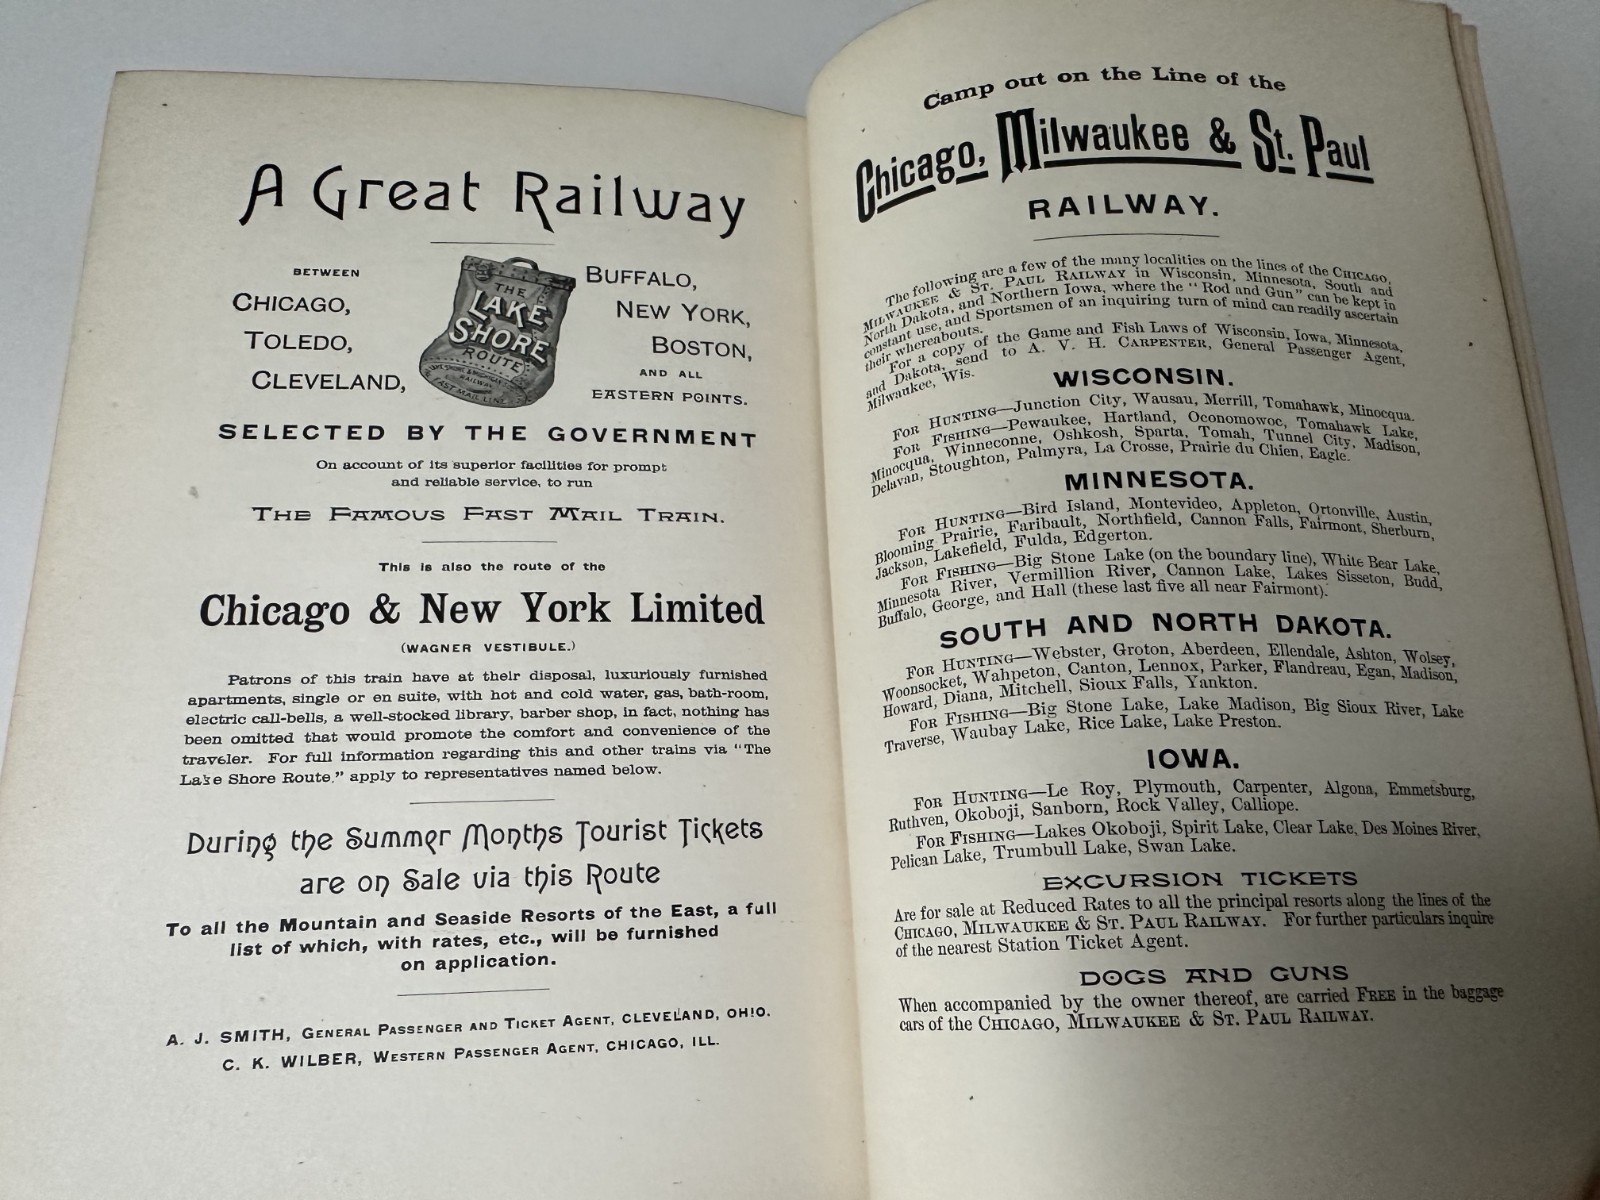 A Great Railway
BETWEEN
CHICAGO,
TOLEDO,
CLEVELAND,
THE
LAKE
SHORE
ROUTE
FAST MAIL LINE
BUFFALO,
NEW YORK,
BOSTON,
AND ALL
EASTERN POINTS.
SELECTED BY THE GOVERNMENT
On account of its superior facilities for prompt
and reliable service, to run
THE FAMOUS FAST MAIL TRAIN.
This is also the route of the
Chicago & New York Limited
(WAGNER VESTIBULE.)
Patrons of this train have at their disposal, luxuriously furnished
apartments, single or en suite, with hot and cold water, gas, bath-room,
electric call-bells, a well-stocked library, barber shop, in fact, nothing has
been omitted that would promote the comfort and convenience of the
traveler. For full information regarding this and other trains via "The
Lake Shore Route," apply to representatives named below.
During the Summer Months Tourist Tickets
are on Sale via this Route
To all the Mountain and Seaside Resorts of the East, a full
list of which, with rates, etc., will be furnished
on application.
A. J. SMITH, GENERAL PASSENGER AND TICKET AGENT, CLEVELAND, OHIO.
C. K. WILBER, WESTERN PASSENGER AGENT, CHICAGO, ILL.
Camp out on the Line of the
Chicago, Milwaukee & St. Paul
RAILWAY.
The following are a few of the many localities on the lines of the CHICAGO,
MILWAUKEE & ST. PAUL RAILWAY in Wisconsin, Minnesota, South and
North Dakota, and Northern Iowa, where the "Rod and Gun" can be kept in
constant use, and Sportsmen of an inquiring turn of mind can readily ascertain
their whereabouts.
For a copy of the Game and Fish Laws of Wisconsin, Iowa, Minnesota,
and Dakota, send to A. V. H. CARPENTER, General Passenger Agent,
Milwaukee, Wis.
WISCONSIN.
FOR HUNTING—Junction City, Wausau, Merrill, Tomahawk, Minocqua.
FOR FISHING—Pewaukee, Hartland, Oconomowoc, Tomahawk Lake,
Minocqua, Winneconne, Oshkosh, Sparta, Tomah, Tunnel City, Madison,
Delavan, Stoughton, Palmyra, La Crosse, Prairie du Chien, Eagle.
MINNESOTA.
FOR HUNTING—Bird Island, Montevideo, Appleton, Ortonville, Austin,
Blooming Prairie, Faribault, Northfield, Cannon Falls, Fairmont, Sherburn,
Jackson, Lakefield, Fulda, Edgerton.
FOR FISHING—Big Stone Lake (on the boundary line), White Bear Lake,
Minnesota River, Vermillion River, Cannon Lake, Lakes Sisseton, Budd,
Buffalo, George, and Hall (these last five all near Fairmont).
SOUTH AND NORTH DAKOTA.
FOR HUNTING—Webster, Groton, Aberdeen, Ellendale, Ashton, Wolsey,
Woonsocket, Wahpeton, Canton, Lennox, Parker, Flandreau, Egan, Madison,
Howard, Diana, Mitchell, Sioux Falls, Yankton.
FOR FISHING—Big Stone Lake, Lake Madison, Big Sioux River, Lake
Traverse, Waubay Lake, Rice Lake, Lake Preston.
IOWA.
FOR HUNTING—Le Roy, Plymouth, Carpenter, Algona, Emmetsburg,
Ruthven, Okoboji, Sanborn, Rock Valley, Calliope.
FOR FISHING—Lakes Okoboji, Spirit Lake, Clear Lake, Des Moines River,
Pelican Lake, Trumbull Lake, Swan Lake.
EXCURSION TICKETS
Are for sale at Reduced Rates to all the principal resorts along the lines of the
CHICAGO, MILWAUKEE & ST. PAUL RAILWAY. For further particulars inquire
of the nearest Station Ticket Agent.
DOGS AND GUNS
When accompanied by the owner thereof, are carried FREE in the baggage
cars of the CHICAGO, MILWAUKEE & ST. PAUL RAILWAY.